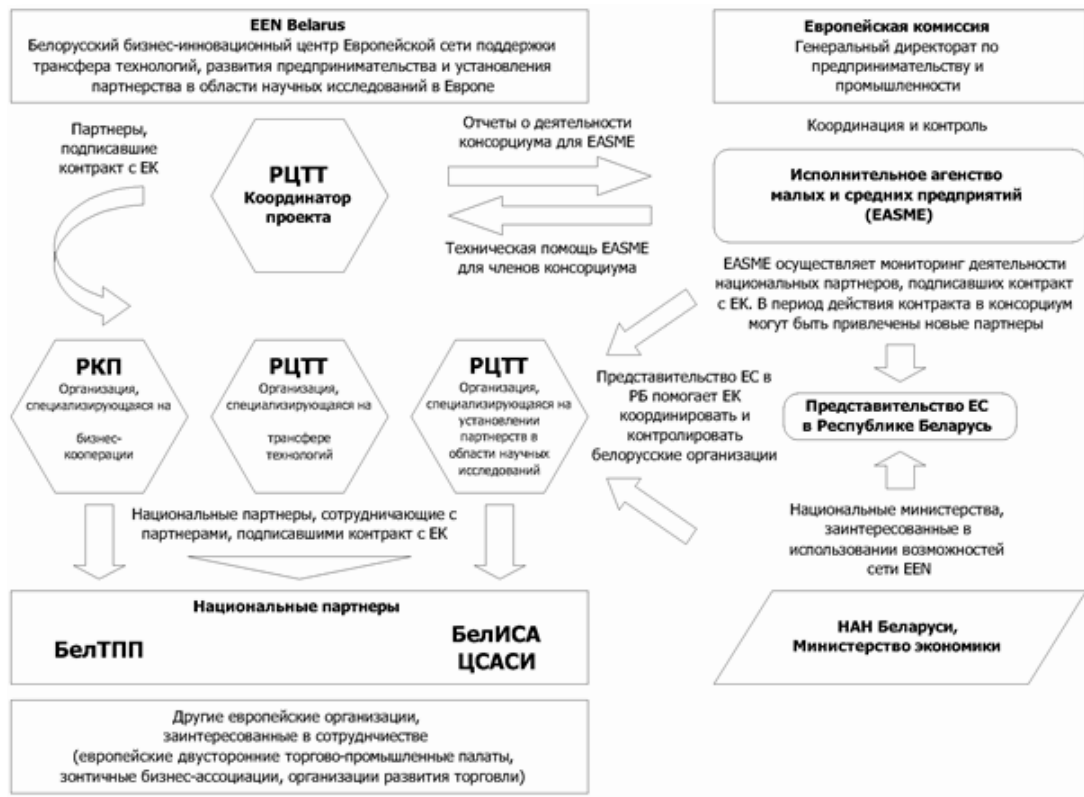 EEN Belarus
Белорусский бизнес-инновационный центр Европейской сети поддержки
трансфера технологий, развития предпринимательства и установления
партнерства в области научных исследований в Европе
Европейская комиссия
Генеральный директорат по
предпринимательству и
промышленности
Партнеры,
подписавшие
контракт с ЕК
РЦТТ
Координатор
проекта
Отчеты о деятельности
консорциума для EASME
Техническая помощь EASME
для членов консорциума
Координация и контроль
Исполнительное агенство
малых и средних предприятий
(EASME)
EASME осуществляет мониторинг деятельности
национальных партнеров, подписавших контракт
с ЕК. В период действия контракта в консорциум
могут быть привлечены новые партнеры
РКП
Организация,
специализирующаяся на
бизнес-
кооперации
РЦТТ
Организация,
специализирующаяся на
трансфере
технологий
РЦТТ
Организация,
специализирующаяся на
установлении
партнерств в
области научных
исследований
Представительство ЕС в
РБ помогает ЕК
координировать и
контролировать
белорусские организации
Представительство ЕС
в Республике Беларусь
Национальные партнеры, сотрудничающие с
партнерами, подписавшими контракт с ЕК
Национальные министерства,
заинтересованные в
использовании возможностей
сети EEN
Национальные партнеры
БелТПП
БелИСА
ЦСАСИ
НАН Беларуси,
Министерство экономики
Другие европейские организации,
заинтересованные в сотруднчиестве
(европейские двусторонние торгово-промышленные палаты,
зонтичные бизнес-ассоциации, организации развития торговли)